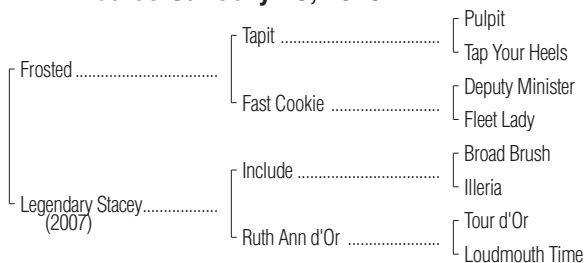 Frosted
Tapit
Pulpit
Tap Your Heels
Fast Cookie
Deputy Minister
Fleet Lady
Legendary Stacey
(2007)
Include
Broad Brush
Illeria
Ruth Ann d'Or
Tour d'Or
Loudmouth Time